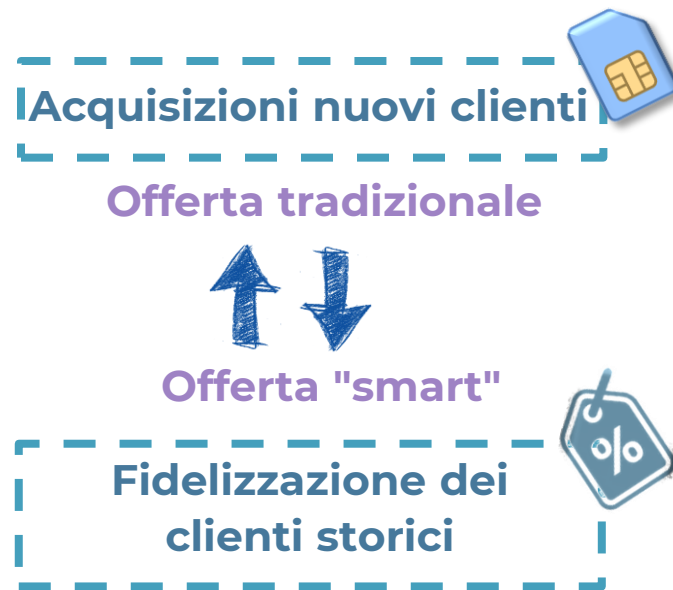 Acquisizioni nuovi clienti
Offerta tradizionale
Offerta "smart"
%
Fidelizzazione dei
clienti storici